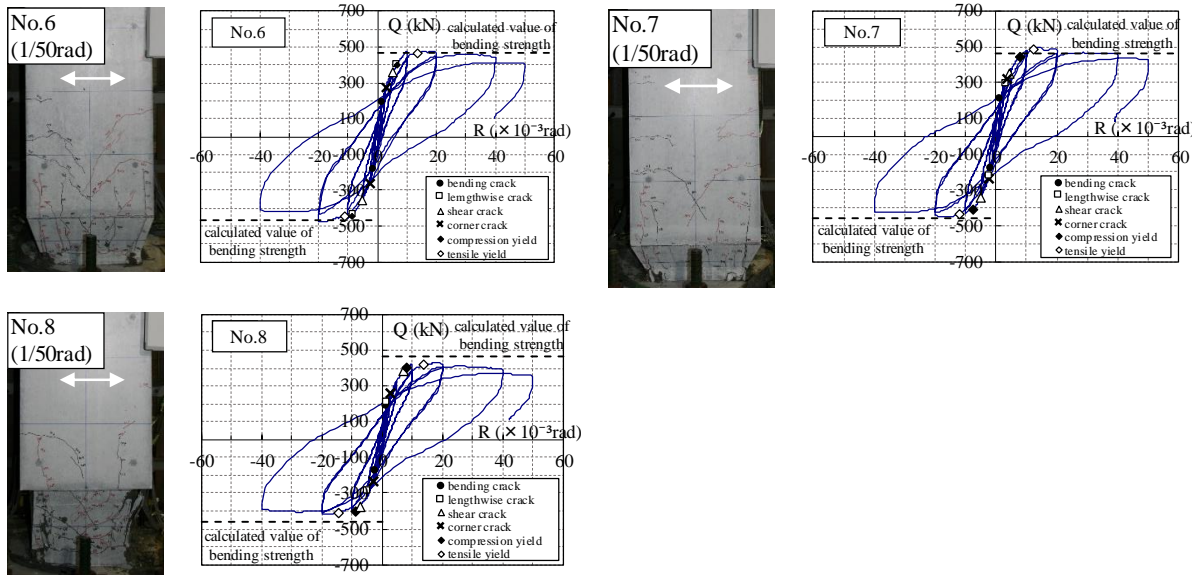 No.6
(1/50rad)
No.6
700
500
300
100
-100
-300
-500
-700
Q (kN)
calculated value of
bending strength
R (×10⁻³rad)
-60 -40 -20 0 20 40 60
bending crack
lengthwise crack
shear crack
corner crack
compression yield
tensile yield
calculated value of
bending strength
No.7
(1/50rad)
No.7
700
500
300
100
-100
-300
-500
-700
Q (kN)
calculated value of
bending strength
R (×10⁻³rad)
-60 -40 -20 0 20 40 60
bending crack
lengthwise crack
shear crack
corner crack
compression yield
tensile yield
calculated value of
bending strength
No.8
(1/50rad)
No.8
700
500
300
100
-100
-300
-500
-700
Q (kN)
calculated value of
bending strength
R (×10⁻³rad)
-60 -40 -20 0 20 40 60
bending crack
lengthwise crack
shear crack
corner crack
compression yield
tensile yield
calculated value of
bending strength